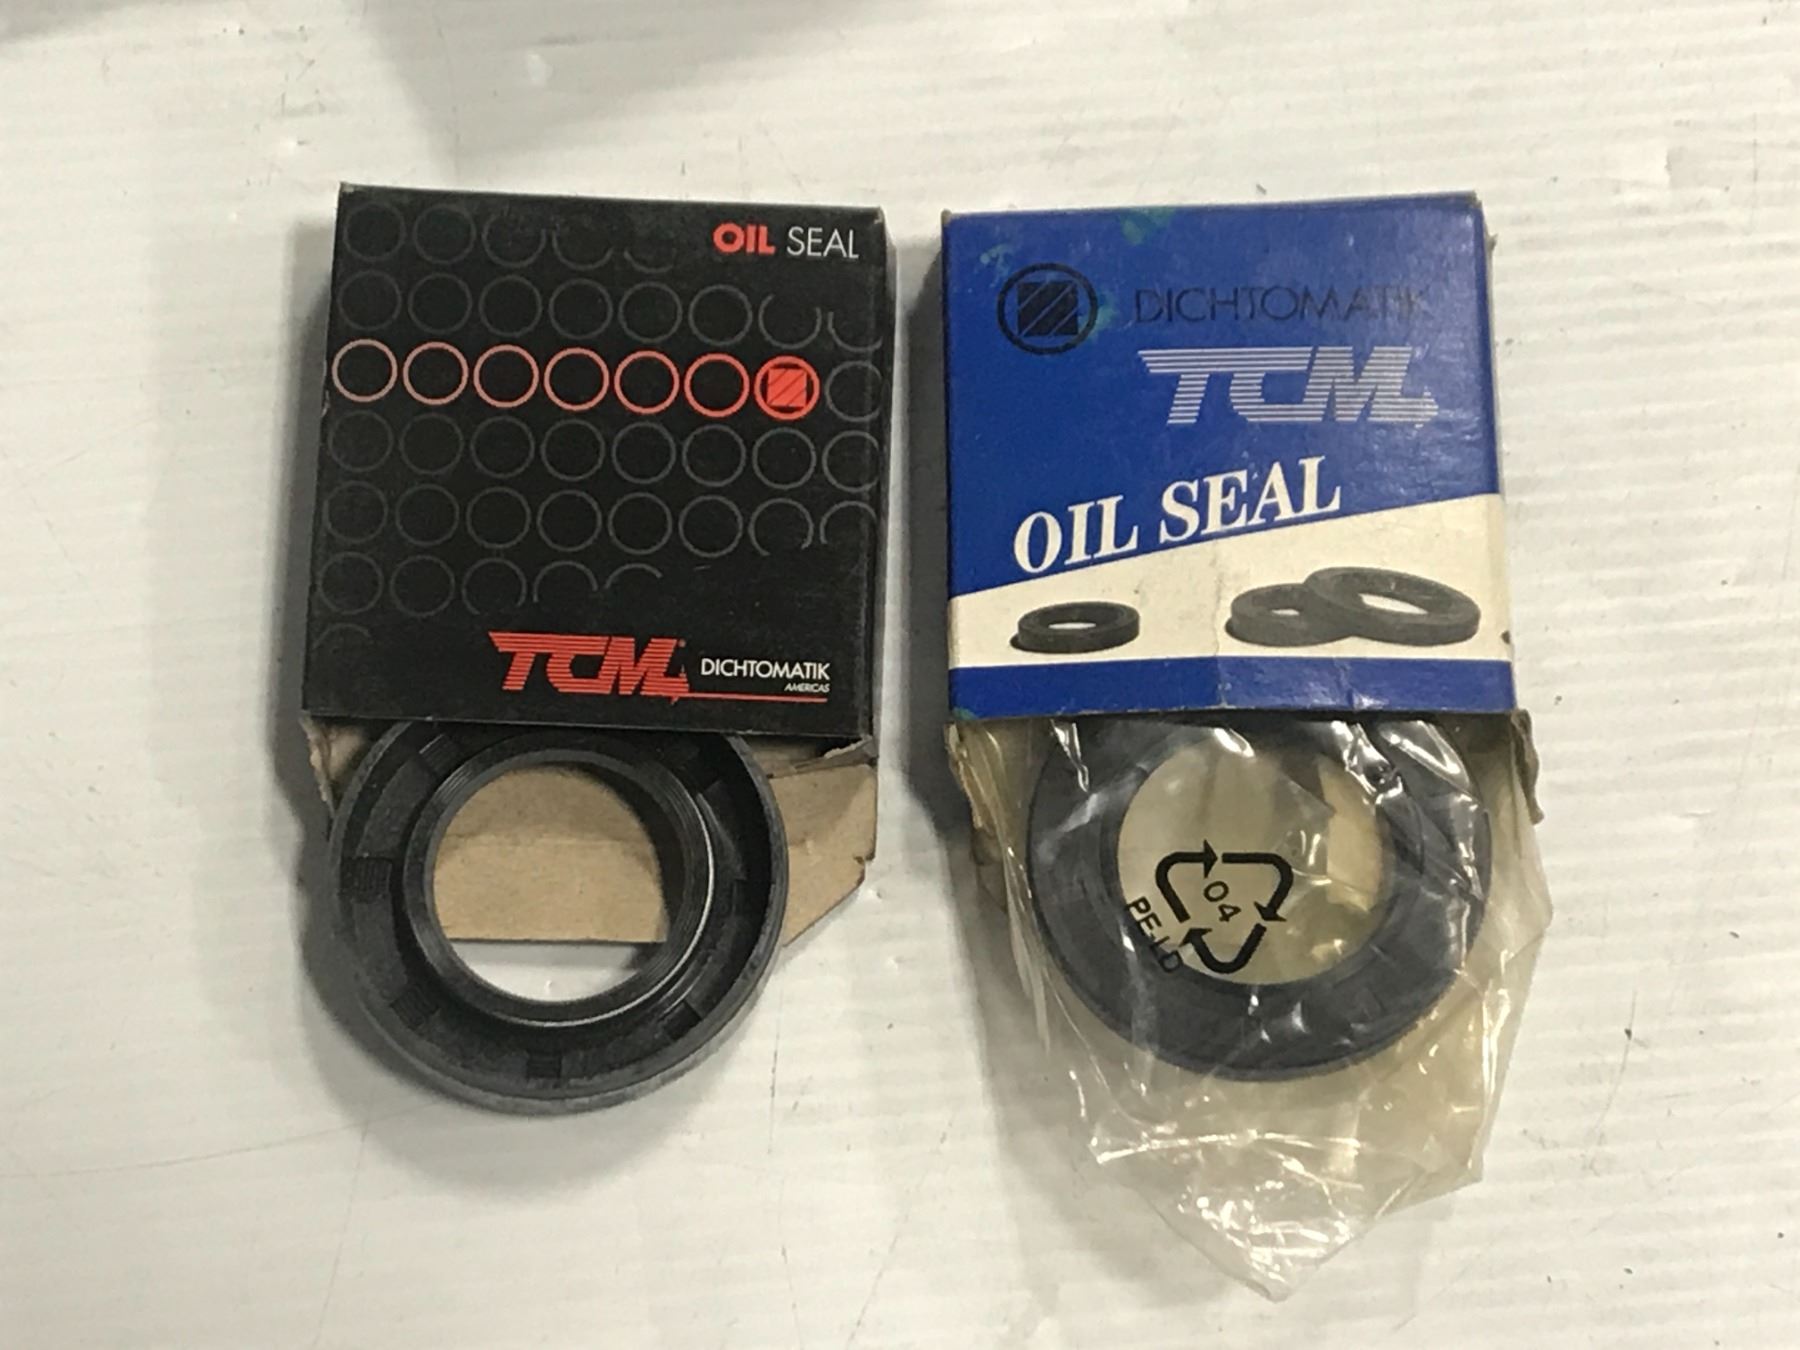 OIL SEAL
TCM
DICHTOMATIK
AMERICAS
DICHTOMATIK
TCM
OIL SEAL
04
PE-LD